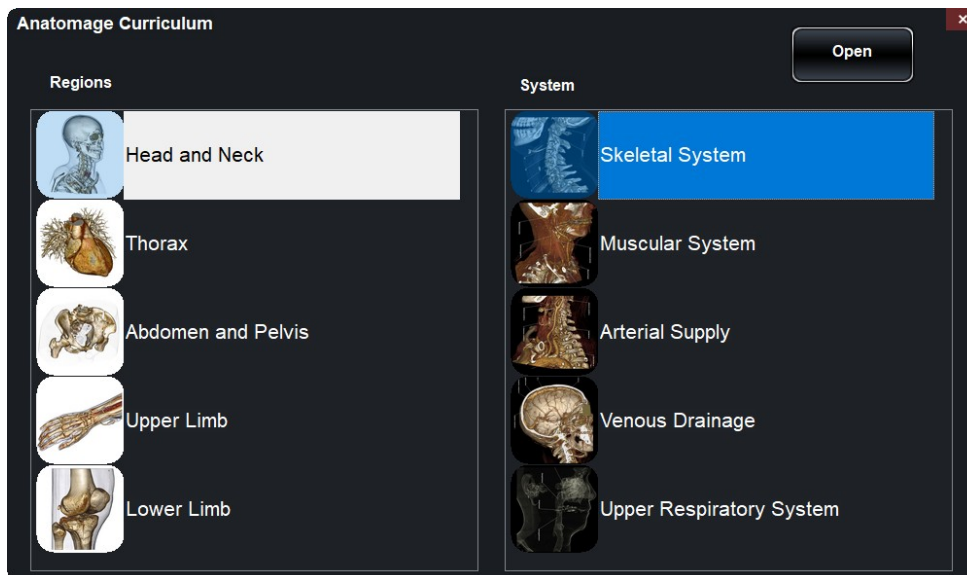 Anatomage Curriculum
×
Open
Regions
System
Head and Neck
Thorax
Abdomen and Pelvis
Upper Limb
Lower Limb
Skeletal System
Muscular System
Arterial Supply
Venous Drainage
Upper Respiratory System